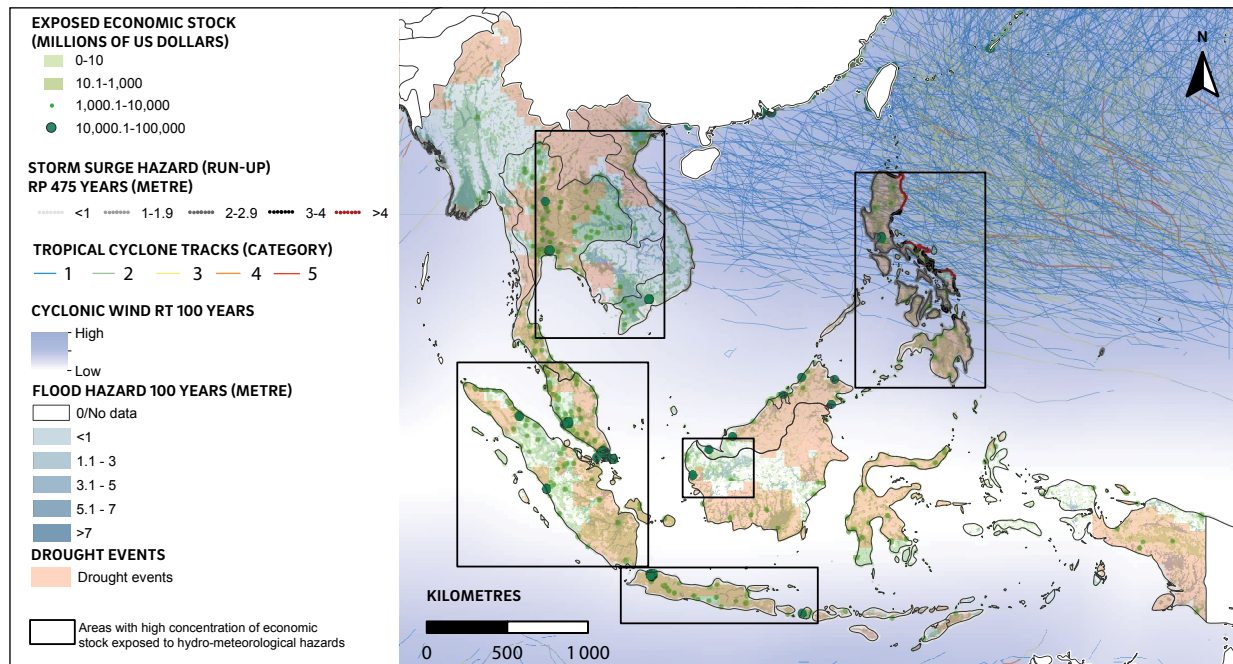 EXPOSED ECONOMIC STOCK
(MILLIONS OF US DOLLARS)
0-10
10.1-1,000
1,000.1-10,000
10,000.1-100,000
STORM SURGE HAZARD (RUN-UP)
RP 475 YEARS (METRE)
<1 1-1.9 2-2.9 3-4 >4
TROPICAL CYCLONE TRACKS (CATEGORY)
1 2 3 4 5
CYCLONIC WIND RT 100 YEARS
High
Low
FLOOD HAZARD 100 YEARS (METRE)
0/No data
<1
1.1 - 3
3.1 - 5
5.1 - 7
>7
DROUGHT EVENTS
Drought events
Areas with high concentration of economic
stock exposed to hydro-meteorological hazards
N
KILOMETRES
0 500 1 000